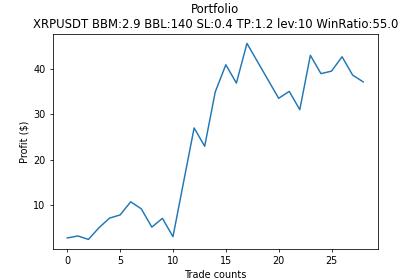 Portfolio
XRPUSDT BBM:2.9 BBL:140 SL:0.4 TP:1.2 lev:10 WinRatio:55.0
Profit ($)
40
30
20
10
0 5 10 15 20 25
Trade counts